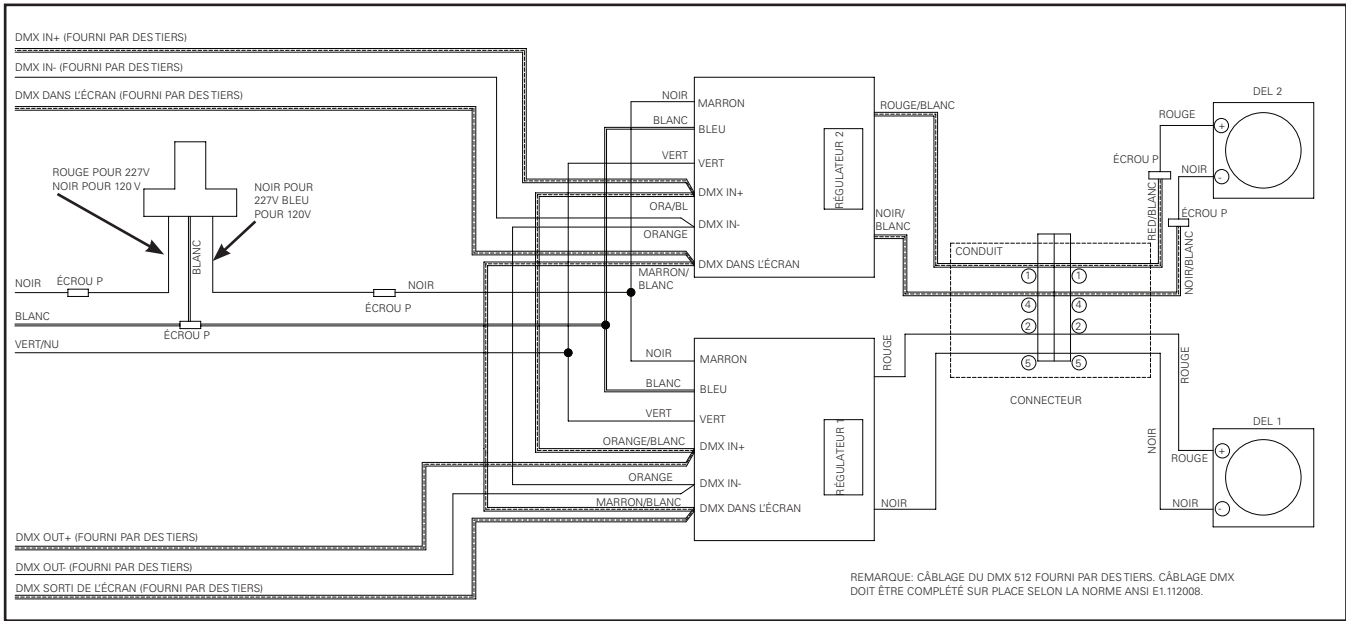 DMX IN+ (FOURNI PAR DES TIERS)
DMX IN- (FOURNI PAR DES TIERS)
DMX DANS L'ÉCRAN (FOURNI PAR DES TIERS)
ROUGE POUR 227V
NOIR POUR 120 V
NOIR POUR
227V BLEU
POUR 120V
BLANC
NOIR
ÉCROU P
ÉCROU P
NOIR
BLANC
ÉCROU P
VERT/NU
DMX OUT+ (FOURNI PAR DES TIERS)
DMX OUT- (FOURNI PAR DES TIERS)
DMX SORTI DE L'ÉCRAN (FOURNI PAR DES TIERS)
NOIR
MARRON
BLANC
BLEU
VERT
VERT
DMX IN+
ORA/BL
DMX IN-
ORANGE
DMX DANS L'ÉCRAN
MARRON/
BLANC
RÉGULATEUR 2
ROUGE/BLANC
NOIR/
BLANC
NOIR
MARRON
BLANC
BLEU
VERT
VERT
ORANGE/BLANC
DMX IN+
ORANGE
DMX IN-
MARRON/BLANC
DMX DANS L'ÉCRAN
RÉGULATEUR 1
ROUGE
NOIR
CONDUIT
1
1
4
4
2
2
5
5
CONNECTEUR
DEL 2
ROUGE
+
ÉCROU P
NOIR
-
RED/BLANC
ÉCROU P
NOIR/BLANC
ROUGE
NOIR
DEL 1
+
ROUGE
NOIR
-
REMARQUE: CÂBLAGE DU DMX 512 FOURNI PAR DES TIERS. CÂBLAGE DMX
DOIT ÊTRE COMPLÉTÉ SUR PLACE SELON LA NORME ANSI E1.112008.